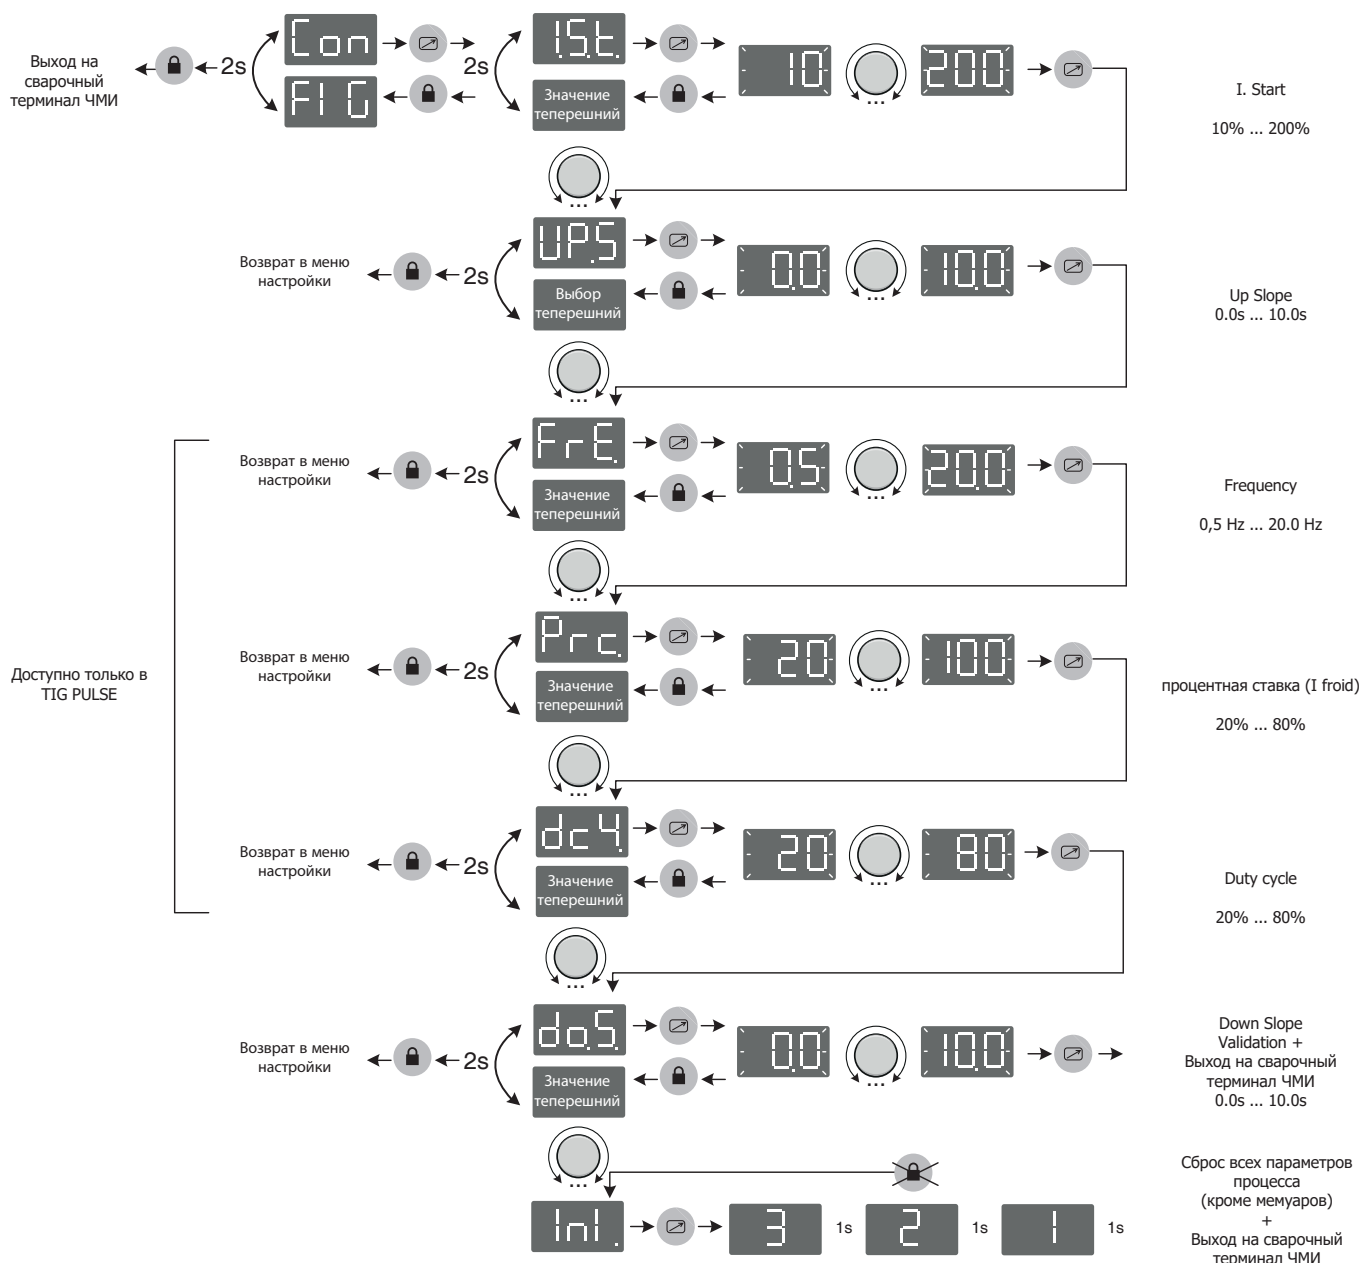 Выход на
сварочный
терминал ЧМИ
2s
Con
FIG
2s
I.St.
Значение
теперешний
10
...
200
I. Start
10% ... 200%
...
Возврат в меню
настройки
2s
UP.S
Выбор
теперешний
0.0
...
10.0
Up Slope
0.0s ... 10.0s
...
Доступно только в
TIG PULSE
Возврат в меню
настройки
2s
FrE.
Значение
теперешний
0.5
...
20.0
Frequency
0,5 Hz ... 20.0 Hz
...
Возврат в меню
настройки
2s
Prc.
Значение
теперешний
20
...
100
процентная ставка (I froid)
20% ... 80%
...
Возврат в меню
настройки
2s
dcy.
Значение
теперешний
20
...
80
Duty cycle
20% ... 80%
...
Возврат в меню
настройки
2s
do.S.
Значение
теперешний
0.0
...
10.0
Down Slope
Validation +
Выход на сварочный
терминал ЧМИ
0.0s ... 10.0s
...
InI.
3
1s
2
1s
1
1s
Сброс всех параметров
процесса
(кроме мемуаров)
+
Выход на сварочный
терминал ЧМИ